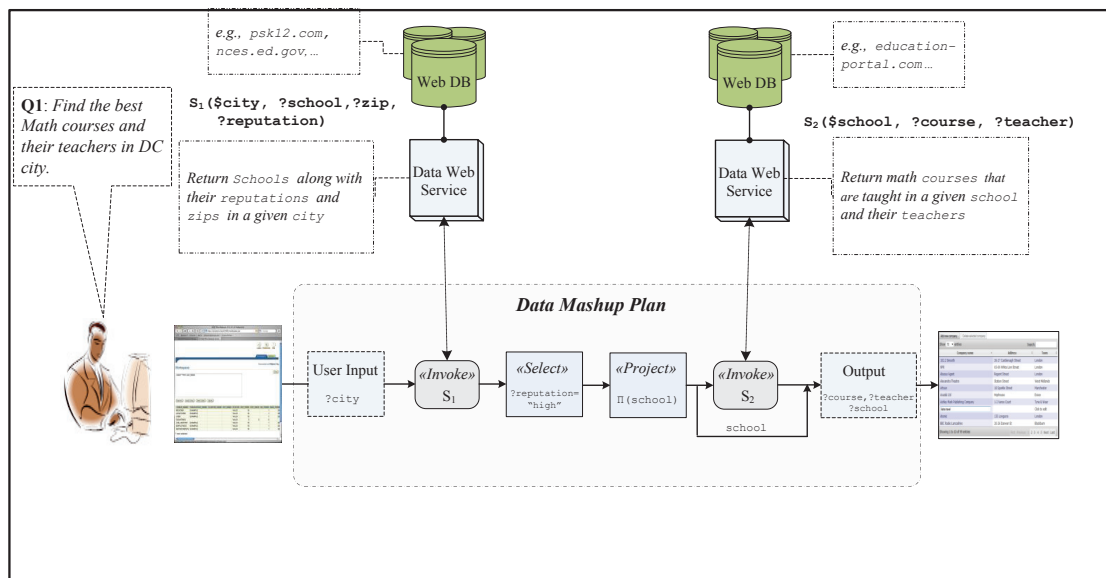 e.g., psk12.com,
nces.ed.gov,...
Web DB
Web DB
e.g., education-
portal.com...
Q1: Find the best
Math courses and
their teachers in DC
city.
S1($city, ?school,?zip,
?reputation)
S2($school, ?course, ?teacher)
Return Schools along with
their reputations and
zips in a given city
Data Web
Service
Data Web
Service
Return math courses that
are taught in a given school
and their teachers
Data Mashup Plan
User Input
?city
«Invoke»
S1
«Select»
?reputation=
“high”
«Project»
Π(school)
«Invoke»
S2
school
Output
?course,?teacher
?school